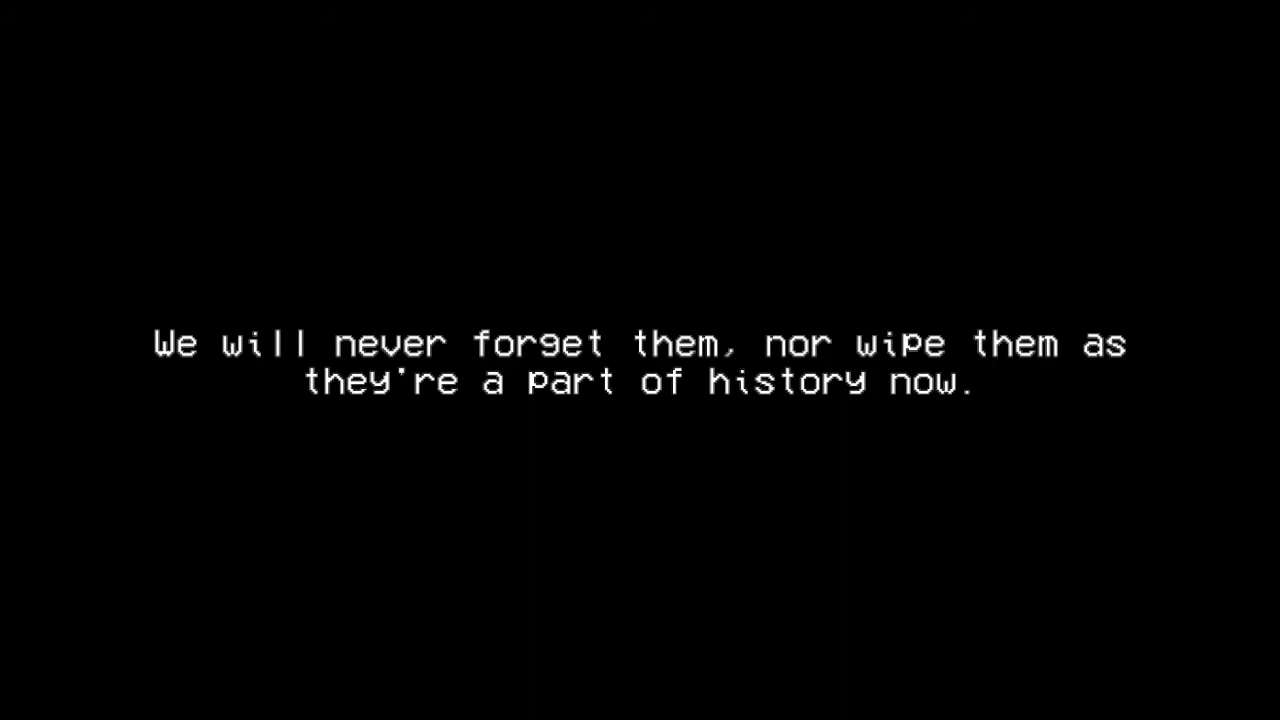 We will never forget them, nor wipe them as
they're a part of history now.